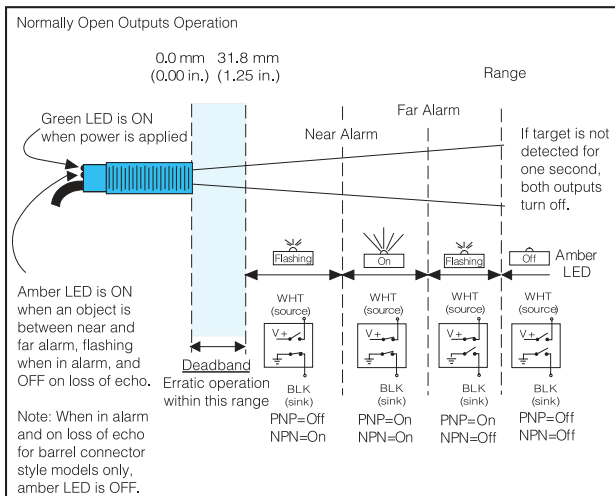 Normally Open Outputs Operation
0.0 mm 31.8 mm
(0.00 in.) (1.25 in.)
Range
Far Alarm
Near Alarm
Green LED is ON
when power is applied
If target is not
detected for
one second,
both outputs
turn off.
Flashing
On
Flashing
Off
Amber
LED
Amber LED is ON
when an object is
between near and
far alarm, flashing
when in alarm, and
OFF on loss of echo.
Note: When in alarm
and on loss of echo
for barrel connector
style models only,
amber LED is OFF.
Deadband
Erratic operation
within this range
WHT
(source)
V+
BLK
(sink)
PNP=Off
NPN=On
WHT
(source)
V+
BLK
(sink)
PNP=On
NPN=On
WHT
(source)
V+
BLK
(sink)
PNP=On
NPN=Off
WHT
(source)
V+
BLK
(sink)
PNP=Off
NPN=Off